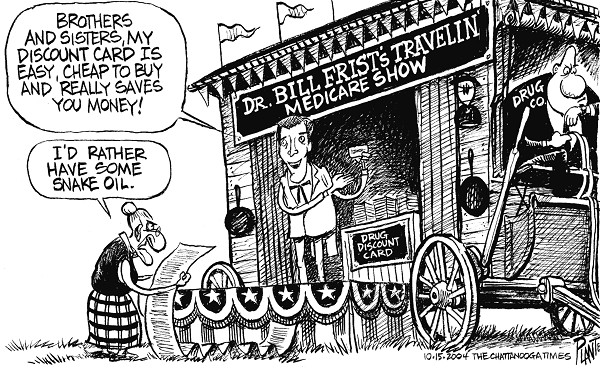 BROTHERS
AND SISTERS, MY
DISCOUNT CARD IS
EASY, CHEAP TO BUY
AND REALLY SAVES
YOU MONEY!
I'D RATHER
HAVE SOME
SNAKE OIL.
DR. BILL FRIST'S TRAVELIN
MEDICARE SHOW
DRUG
CO.
W
DRUG
DISCOUNT
CARD
10.15.2004 THE CHATTANOOGA TIMES
PLANTE